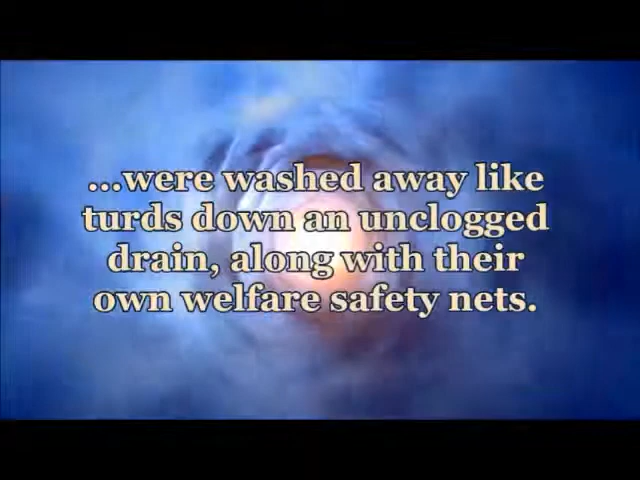 ...were washed away like
turds down an unclogged
drain, along with their
own welfare safety nets.